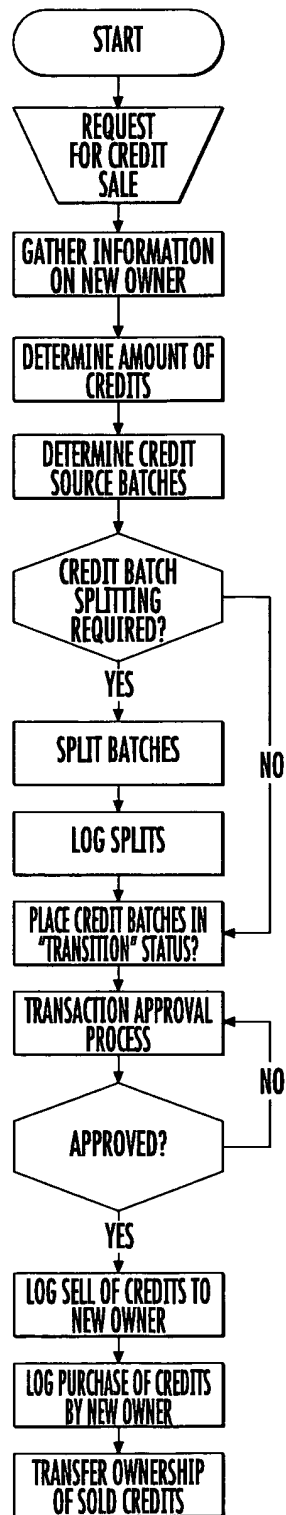 START
REQUEST
FOR CREDIT
SALE
GATHER INFORMATION
ON NEW OWNER
DETERMINE AMOUNT OF
CREDITS
DETERMINE CREDIT
SOURCE BATCHES
CREDIT BATCH
SPLITTING
REQUIRED?
YES
SPLIT BATCHES
NO
LOG SPLITS
PLACE CREDIT BATCHES IN
"TRANSITION" STATUS?
TRANSACTION APPROVAL
PROCESS
NO
APPROVED?
YES
LOG SELL OF CREDITS TO
NEW OWNER
LOG PURCHASE OF CREDITS
BY NEW OWNER
TRANSFER OWNERSHIP
OF SOLD CREDITS